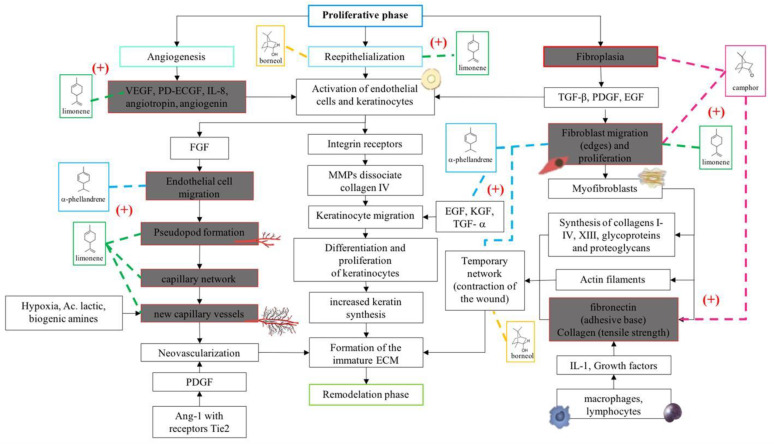 Proliferative phase
Angiogenesis
borneol
Reepithelialization
(+)
limonene
Fibroplasia
camphor
(+)
limonene
VEGF, PD-ECGF, IL-8,
angiotropin, angiogenin
Activation of endothelial
cells and keratinocytes
TGF-β, PDGF, EGF
(+)
FGF
Integrin receptors
α-phellandrene
Fibroblast migration
(edges) and
proliferation
limonene
α-phellandrene
Endothelial cell
migration
MMPs dissociate
collagen IV
(+)
Myofibroblasts
(+)
Pseudopod formation
Keratinocyte migration
EGF, KGF,
TGF- α
Synthesis of collagens I-
IV, XIII, glycoproteins
and proteoglycans
limonene
Differentiation and
proliferation
of keratinocytes
Temporary
network
(contraction of
the wound)
capillary network
Actin filaments
Hypoxia, Ac. lactic,
biogenic amines
new capillary vessels
increased keratin
synthesis
(+)
fibronectin
(adhesive base)
Collagen (tensile strength)
Neovascularization
Formation of the
immature ECM
borneol
IL-1, Growth factors
PDGF
Remodelation phase
macrophages,
lymphocytes
Ang-1 with
receptors Tie2